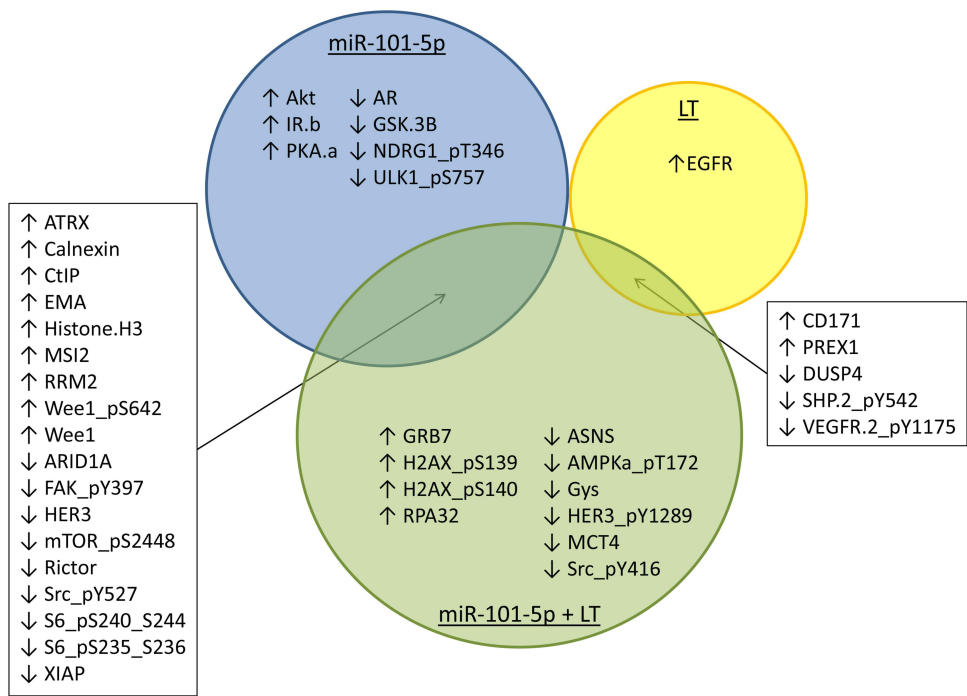 miR-101-5p
↑ Akt ↓ AR
↑ IR.b ↓ GSK.3B
↑ PKA.a ↓ NDRG1_pT346
↓ ULK1_pS757
LT
↑EGFR
↑ ATRX
↑ Calnexin
↑ CtIP
↑ EMA
↑ Histone.H3
↑ MSI2
↑ RRM2
↑ Wee1_pS642
↑ Wee1
↓ ARID1A
↓ FAK_pY397
↓ HER3
↓ mTOR_pS2448
↓ Rictor
↓ Src_pY527
↓ S6_pS240_S244
↓ S6_pS235_S236
↓ XIAP
↑ CD171
↑ PREX1
↓ DUSP4
↓ SHP.2_pY542
↓ VEGFR.2_pY1175
↑ GRB7 ↓ ASNS
↑ H2AX_pS139 ↓ AMPKa_pT172
↑ H2AX_pS140 ↓ Gys
↑ RPA32 ↓ HER3_pY1289
↓ MCT4
↓ Src_pY416
miR-101-5p + LT